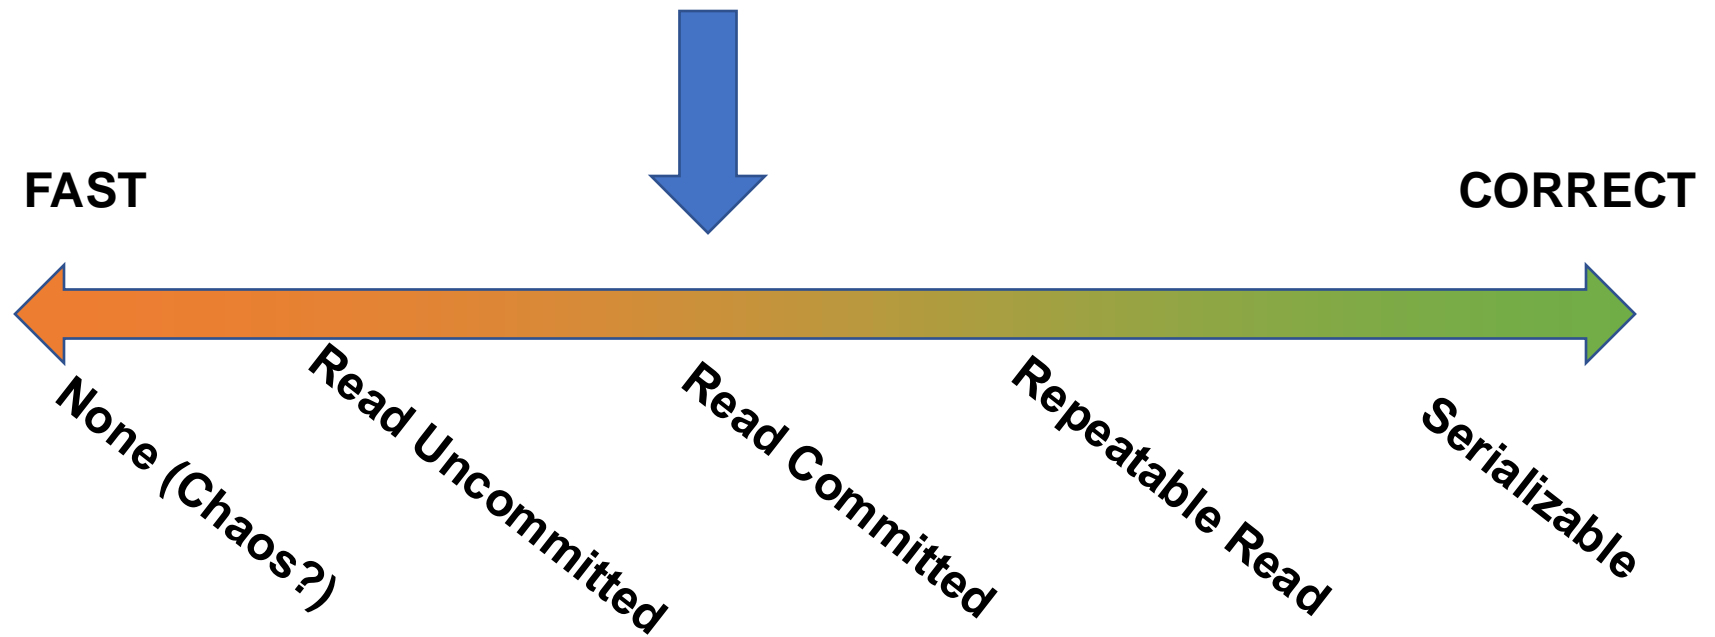 FAST
CORRECT
None (Chaos?)
Read Uncommitted
Read Committed
Repeatable Read
Serializable